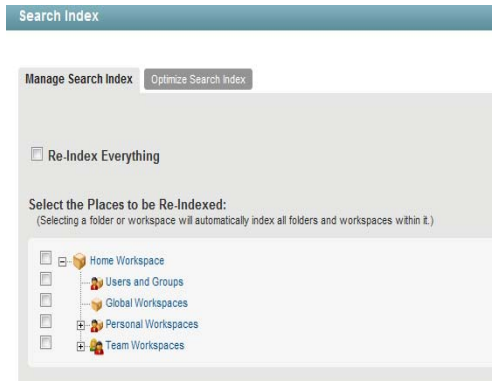 Search Index
Manage Search Index Optimize Search Index
Re-Index Everything
Select the Places to be Re-Indexed:
(Selecting a folder or workspace will automatically index all folders and workspaces within it.)
Home Workspace
Users and Groups
Global Workspaces
Personal Workspaces
Team Workspaces